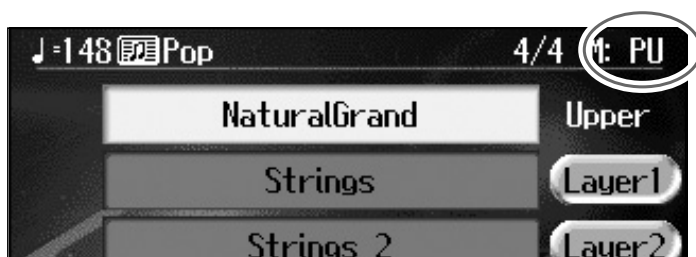 ♩=148 Pop 4/4 M: PU
NaturalGrand Upper
Strings Layer1
Strings 2 Layer2